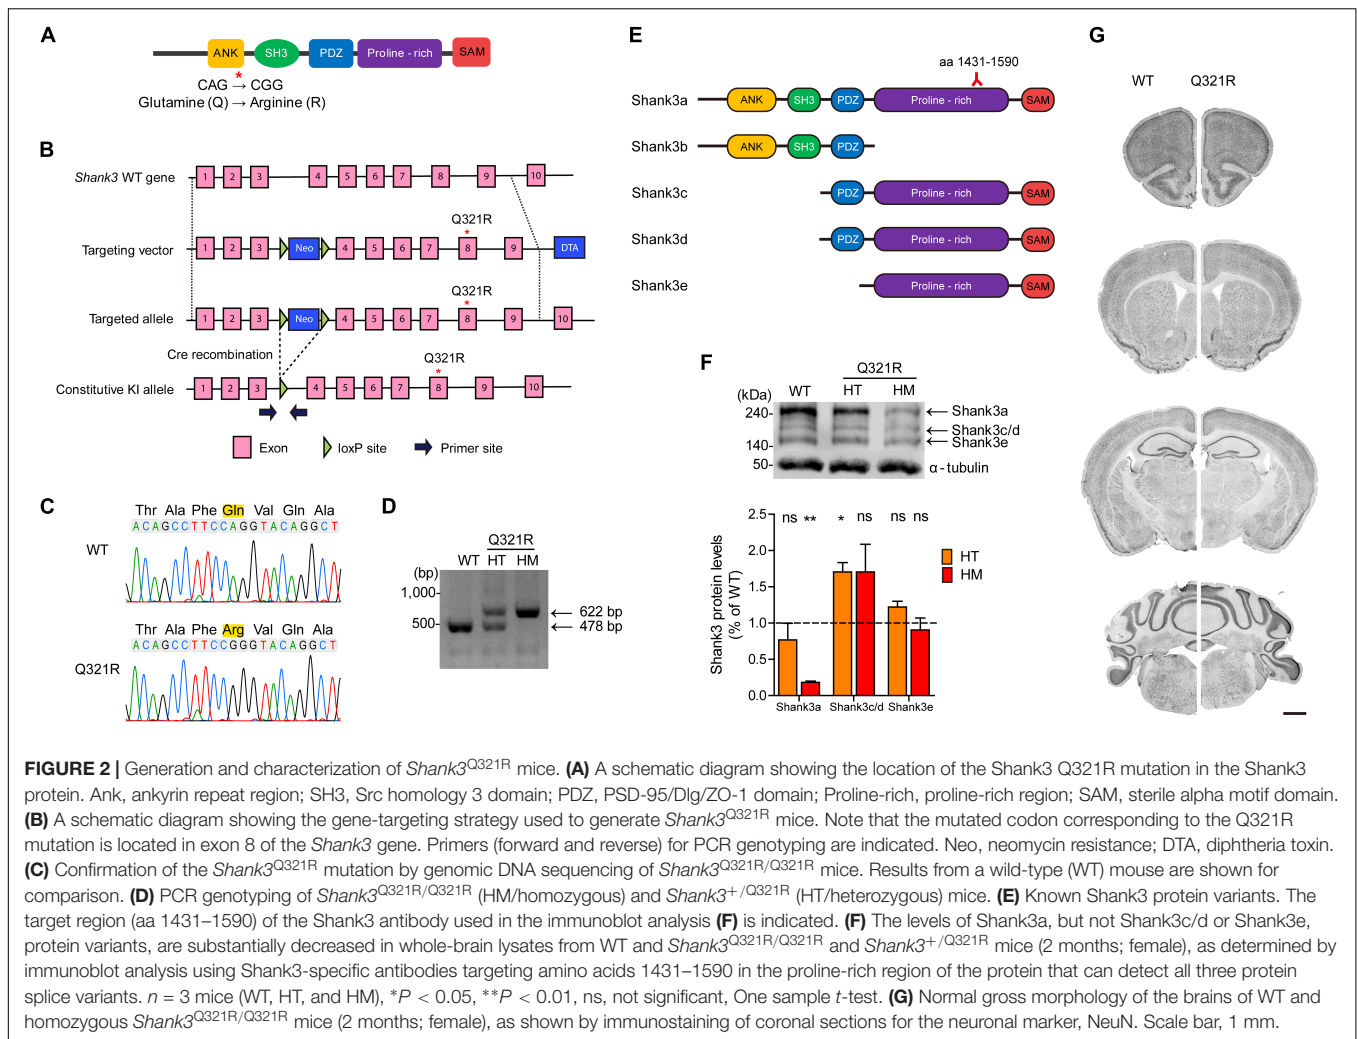 A
ANK SH3 PDZ Proline - rich SAM
*
CAG → CGG
Glutamine (Q) → Arginine (R)
B
Shank3 WT gene 1 2 3 4 5 6 7 8 9 10
Q321R
*
Targeting vector 1 2 3 Neo 4 5 6 7 8 9 DTA
Q321R
*
Targeted allele 1 2 3 Neo 4 5 6 7 8 9 10
Cre recombination
Q321R
*
Constitutive KI allele 1 2 3 4 5 6 7 8 9 10
Exon loxP site Primer site
C
Thr Ala Phe Gln Val Gln Ala
ACAGCCTTCCAGGTACAGGCT
WT
Thr Ala Phe Arg Val Gln Ala
ACAGCCTTCCGGGTACAGGCT
Q321R
D
Q321R
WT HT HM
(bp)
1,000
500
← 622 bp
← 478 bp
E
aa 1431-1590
Shank3a ANK SH3 PDZ Proline - rich SAM
Shank3b ANK SH3 PDZ
Shank3c PDZ Proline - rich SAM
Shank3d PDZ Proline - rich SAM
Shank3e Proline - rich SAM
F
Q321R
WT HT HM
(kDa)
240- ← Shank3a
← Shank3c/d
140- ← Shank3e
50- α-tubulin
Shank3 protein levels
(% of WT)
2.5
2.0
1.5
1.0
0.5
0.0
ns ** * ns ns ns
HT
HM
Shank3a Shank3c/d Shank3e
G
WT Q321R
FIGURE 2 | Generation and characterization of Shank3Q321R mice. (A) A schematic diagram showing the location of the Shank3 Q321R mutation in the Shank3
protein. Ank, ankyrin repeat region; SH3, Src homology 3 domain; PDZ, PSD-95/Dlg/ZO-1 domain; Proline-rich, proline-rich region; SAM, sterile alpha motif domain.
(B) A schematic diagram showing the gene-targeting strategy used to generate Shank3Q321R mice. Note that the mutated codon corresponding to the Q321R
mutation is located in exon 8 of the Shank3 gene. Primers (forward and reverse) for PCR genotyping are indicated. Neo, neomycin resistance; DTA, diphtheria toxin.
(C) Confirmation of the Shank3Q321R mutation by genomic DNA sequencing of Shank3Q321R/Q321R mice. Results from a wild-type (WT) mouse are shown for
comparison. (D) PCR genotyping of Shank3Q321R/Q321R (HM/homozygous) and Shank3+/Q321R (HT/heterozygous) mice. (E) Known Shank3 protein variants. The
target region (aa 1431–1590) of the Shank3 antibody used in the immunoblot analysis (F) is indicated. (F) The levels of Shank3a, but not Shank3c/d or Shank3e,
protein variants, are substantially decreased in whole-brain lysates from WT and Shank3Q321R/Q321R and Shank3+/Q321R mice (2 months; female), as determined by
immunoblot analysis using Shank3-specific antibodies targeting amino acids 1431–1590 in the proline-rich region of the protein that can detect all three protein
splice variants. n = 3 mice (WT, HT, and HM), *P < 0.05, **P < 0.01, ns, not significant, One sample t-test. (G) Normal gross morphology of the brains of WT and
homozygous Shank3Q321R/Q321R mice (2 months; female), as shown by immunostaining of coronal sections for the neuronal marker, NeuN. Scale bar, 1 mm.